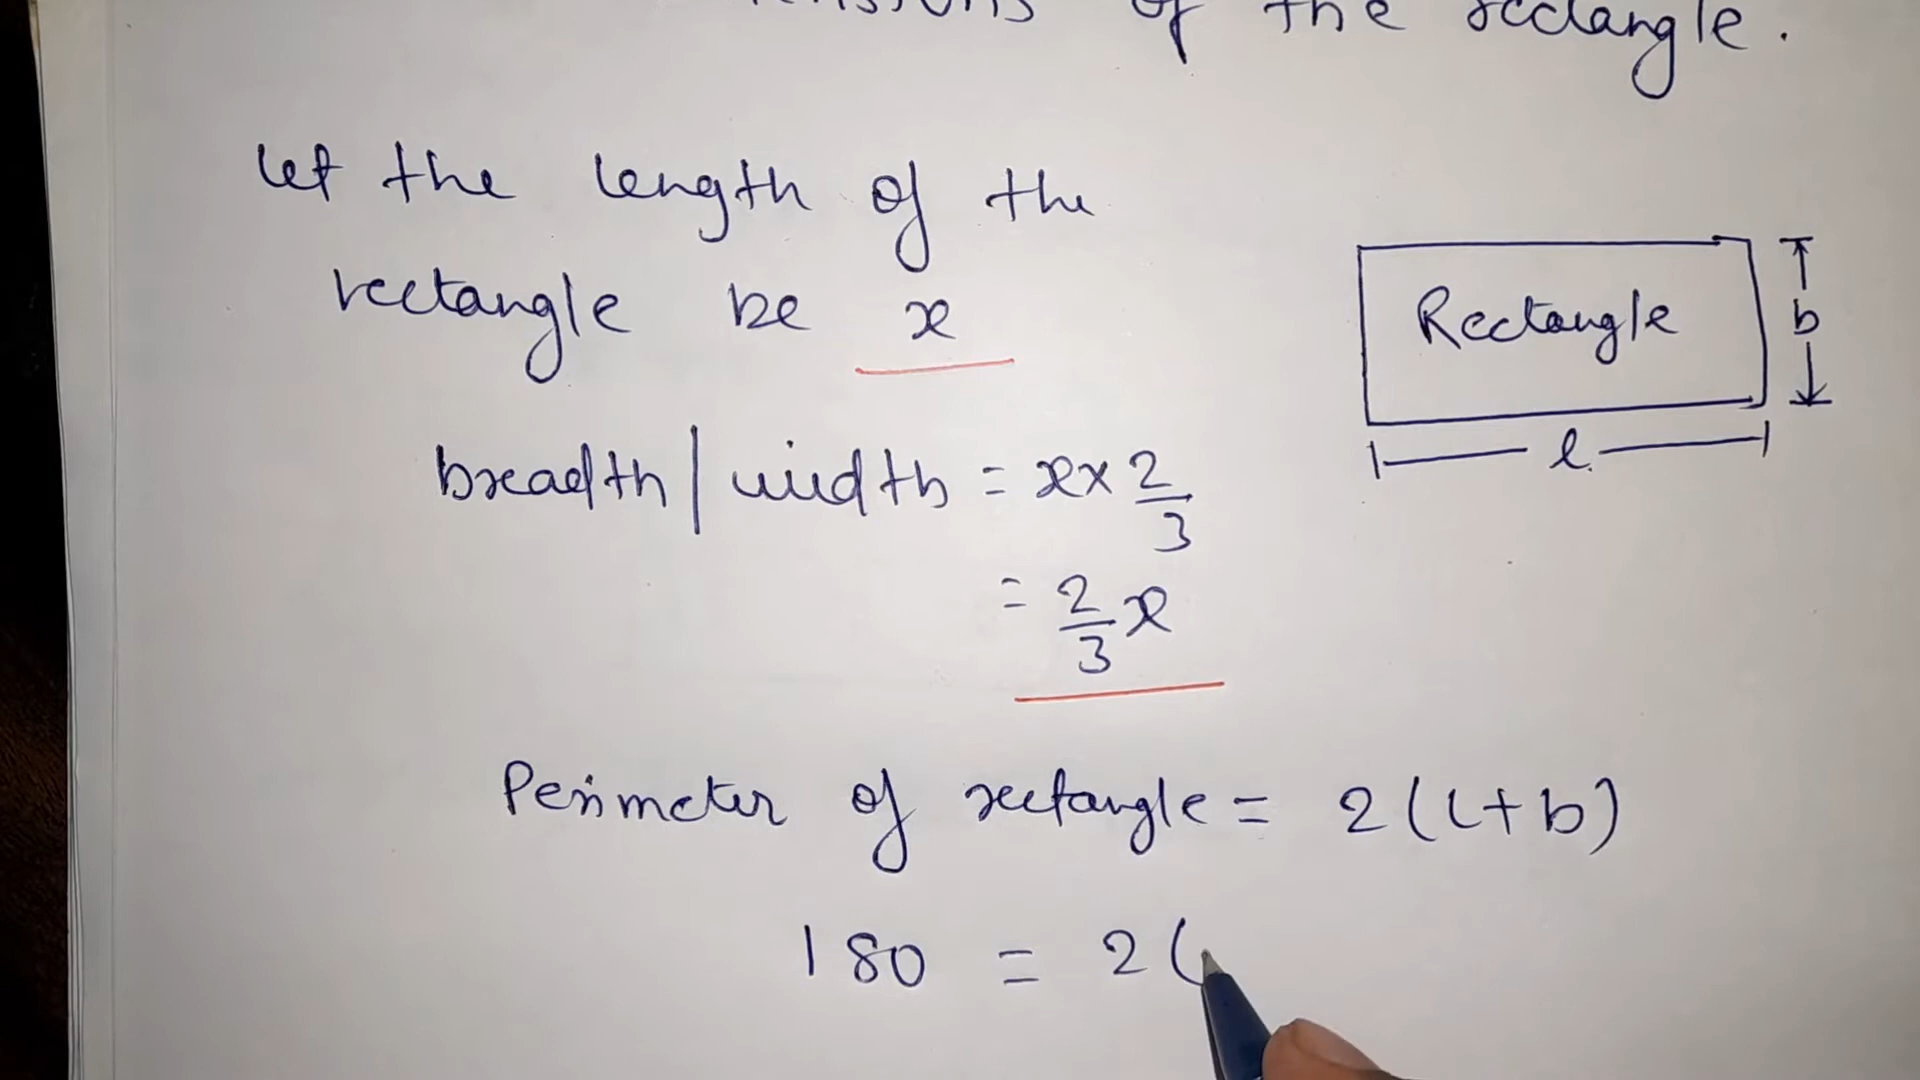 of the rectangle.
let the length of the
rectangle be x
Rectangle
b
l
breadth/width = x × 2/3
= 2/3 x
Perimeter of rectangle = 2(l+b)
180 = 2(